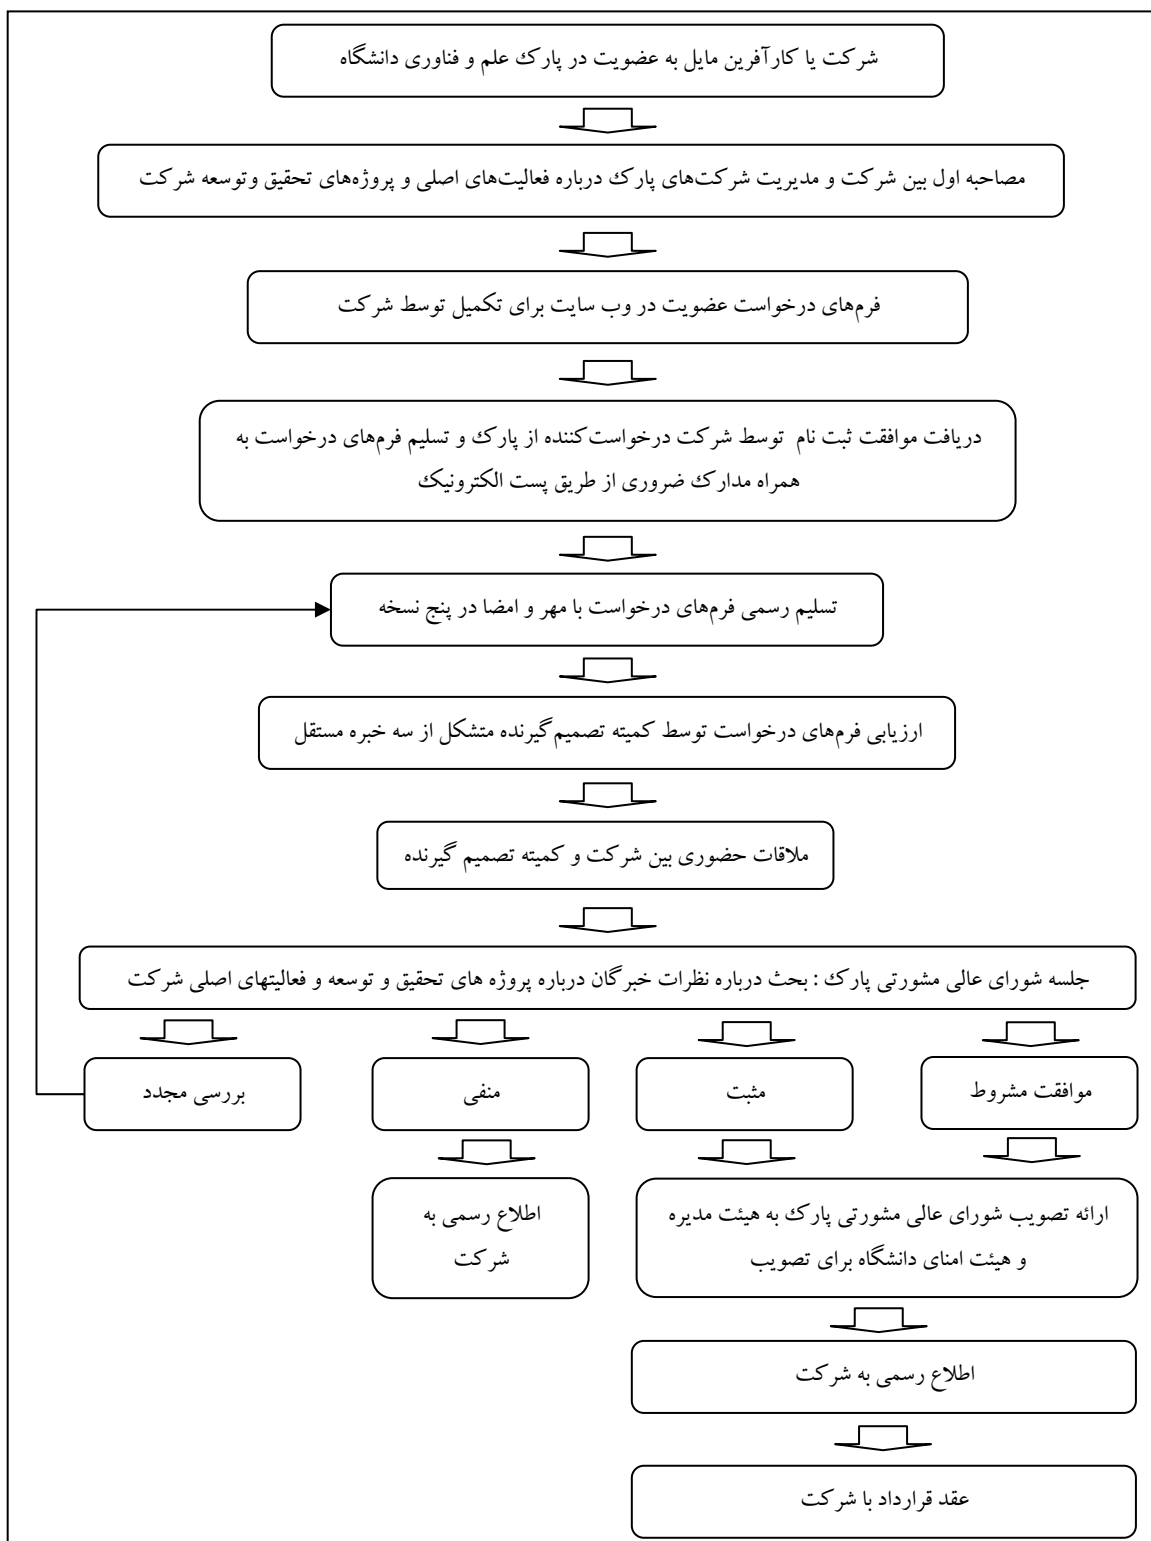 شرکت یا کارآفرین مایل به عضویت در پارک علم و فناوری دانشگاه
مصاحبه اول بین شرکت و مدیریت شرکت‌های پارک درباره فعالیت‌های اصلی و پروژه‌های تحقیق وتوسعه شرکت
فرم‌های درخواست عضویت در وب سایت برای تکمیل توسط شرکت
دریافت موافقت ثبت نام توسط شرکت درخواست‌کننده از پارک و تسلیم فرم‌های درخواست به
همراه مدارک ضروری از طریق پست الکترونیک
تسلیم رسمی فرم‌های درخواست با مهر و امضا در پنج نسخه
ارزیابی فرم‌های درخواست توسط کمیته تصمیم‌گیرنده متشکل از سه خبره مستقل
ملاقات حضوری بین شرکت و کمیته تصمیم گیرنده
جلسه شورای عالی مشورتی پارک : بحث درباره نظرات خبرگان درباره پروژه های تحقیق و توسعه و فعالیتهای اصلی شرکت
موافقت مشروط
مثبت
منفی
بررسی مجدد
ارائه تصویب شورای عالی مشورتی پارک به هیئت مدیره
و هیئت امنای دانشگاه برای تصویب
اطلاع رسمی به
شرکت
اطلاع رسمی به شرکت
عقد قرارداد با شرکت